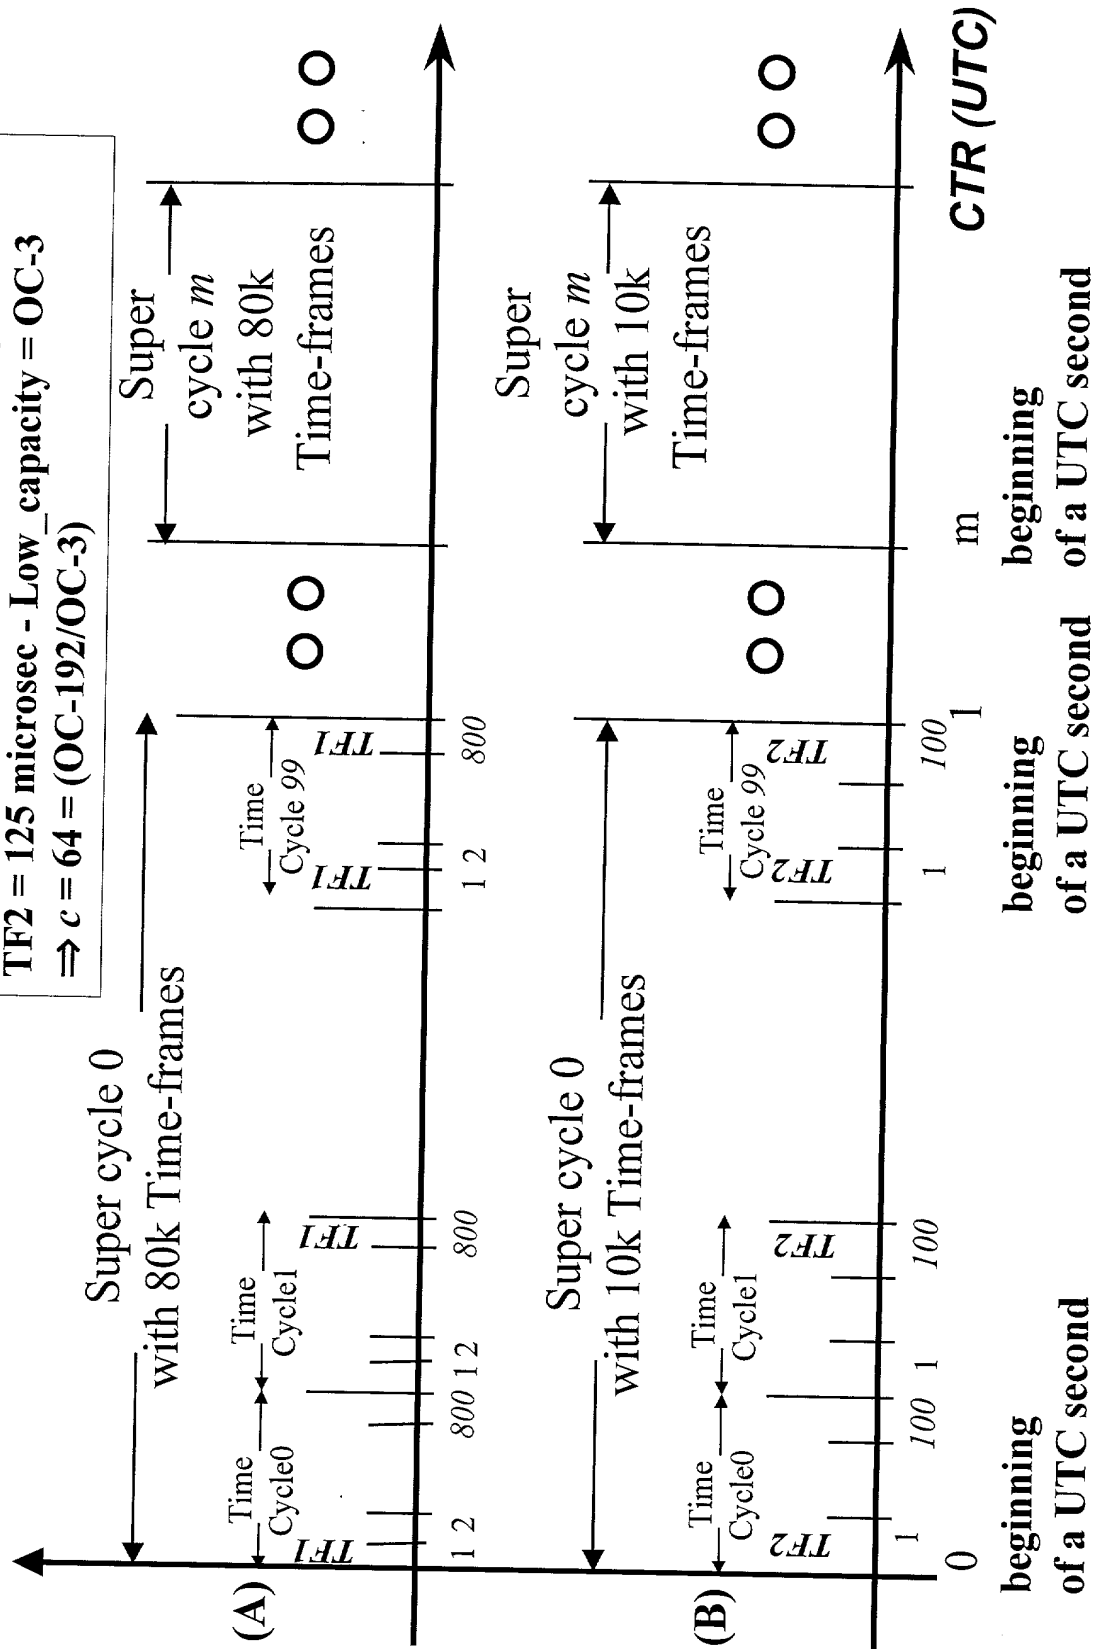 TF2 = 125 microsec - Low_capacity = OC-3
⇒ c = 64 = (OC-192/OC-3)
(A)
Super cycle 0
with 80k Time-frames
Super
cycle m
with 80k
Time-frames
Time
Cycle0
Time
Cycle1
Time
Cycle 99
TF1
TF1
TF1
TF1
1 2
800
1 2
800
1 2
800
(B)
Super cycle 0
with 10k Time-frames
Super
cycle m
with 10k
Time-frames
Time
Cycle0
Time
Cycle1
Time
Cycle 99
TF2
TF2
TF2
TF2
1
100
1
100
1
100
0
1
m
CTR (UTC)
beginning
of a UTC second
beginning
of a UTC second
beginning
of a UTC second